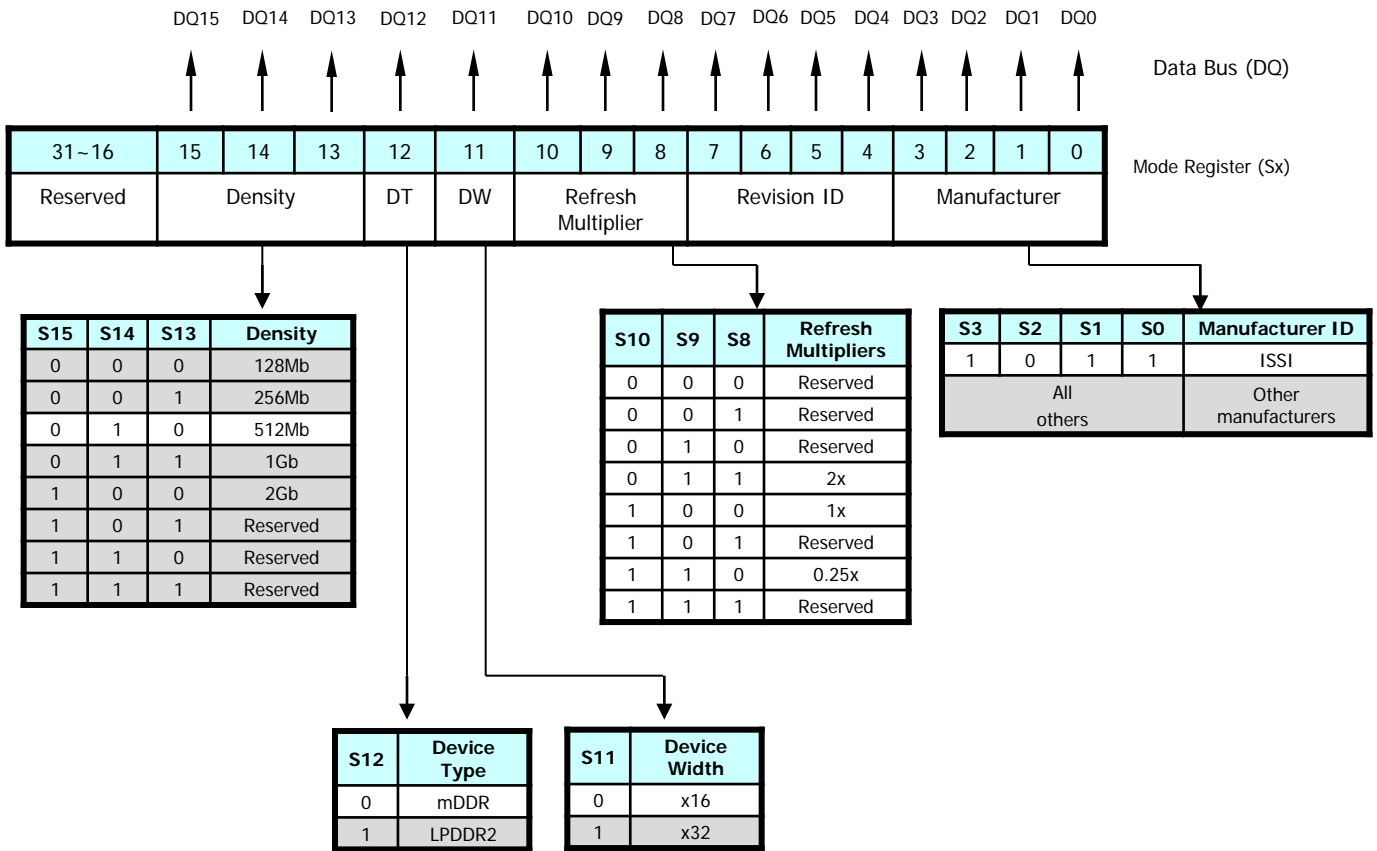 DQ15 DQ14 DQ13 DQ12 DQ11 DQ10 DQ9 DQ8 DQ7 DQ6 DQ5 DQ4 DQ3 DQ2 DQ1 DQ0
Data Bus (DQ)
31~16 15 14 13 12 11 10 9 8 7 6 5 4 3 2 1 0
Mode Register (Sx)
Reserved Density DT DW Refresh Multiplier Revision ID Manufacturer
S15 S14 S13 Density
0 0 0 128Mb
0 0 1 256Mb
0 1 0 512Mb
0 1 1 1Gb
1 0 0 2Gb
1 0 1 Reserved
1 1 0 Reserved
1 1 1 Reserved
S10 S9 S8 Refresh Multipliers
0 0 0 Reserved
0 0 1 Reserved
0 1 0 Reserved
0 1 1 2x
1 0 0 1x
1 0 1 Reserved
1 1 0 0.25x
1 1 1 Reserved
S3 S2 S1 S0 Manufacturer ID
1 0 1 1 ISSI
All others Other manufacturers
S12 Device Type
0 mDDR
1 LPDDR2
S11 Device Width
0 x16
1 x32